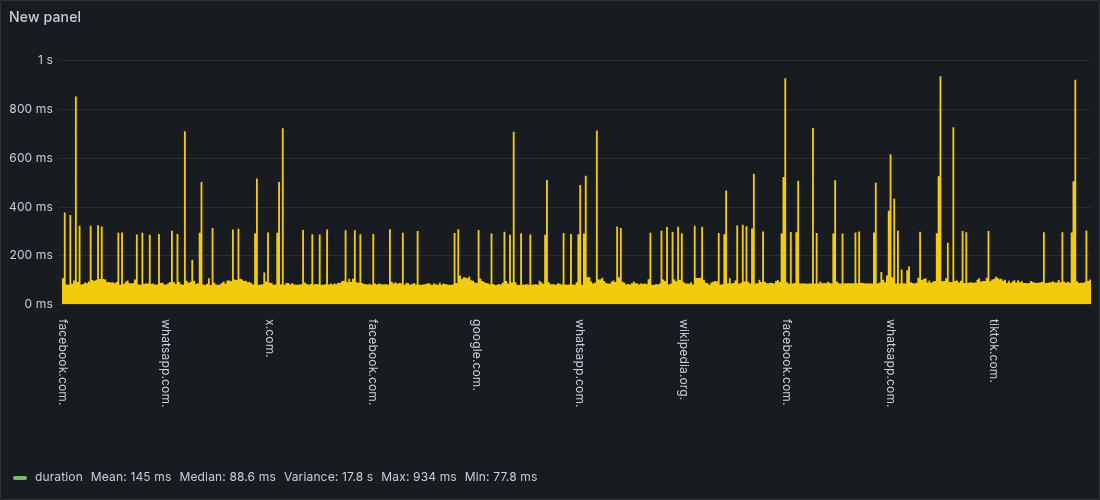 New panel
1 s
800 ms
600 ms
400 ms
200 ms
0 ms
facebook.com.
whatsapp.com.
x.com.
facebook.com.
google.com.
whatsapp.com.
wikipedia.org.
facebook.com.
whatsapp.com.
tiktok.com.
duration Mean: 145 ms Median: 88.6 ms Variance: 17.8 s Max: 934 ms Min: 77.8 ms